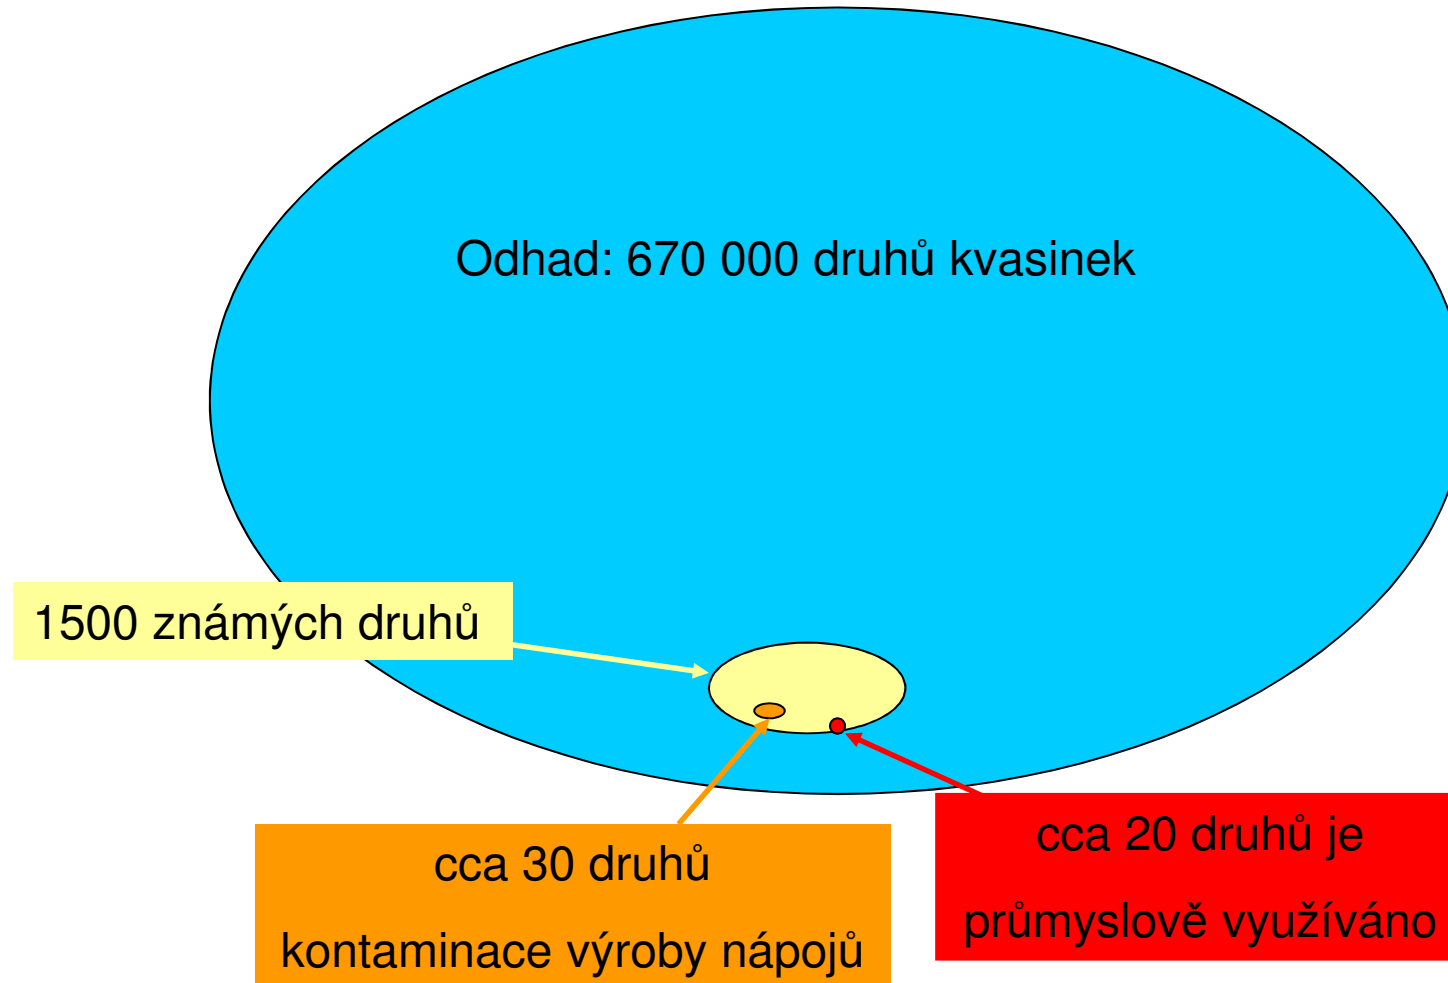 Odhad: 670 000 druhů kvasinek
1500 známých druhů
cca 30 druhů
kontaminace výroby nápojů
cca 20 druhů je
průmyslově využíváno